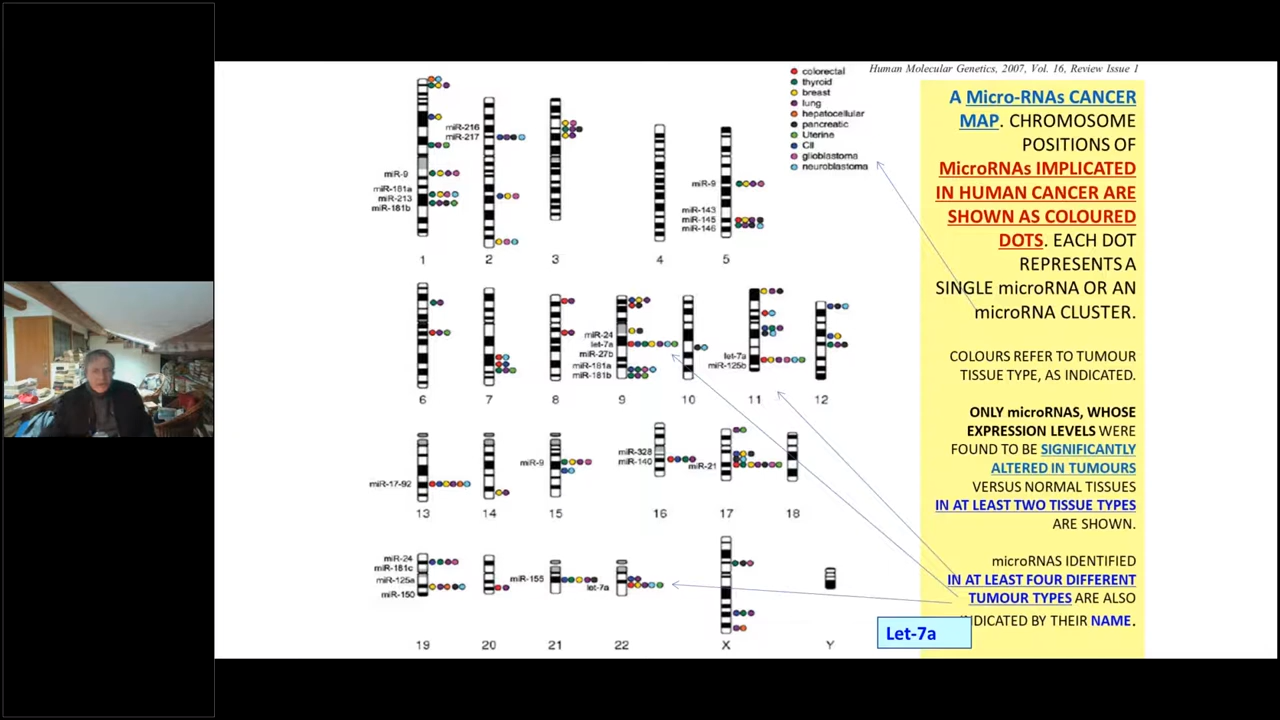 Human Molecular Genetics, 2007, Vol. 16, Review Issue 1
colorectal
thyroid
breast
lung
hepatocellular
pancreatic
Uterine
Cll
glioblastoma
neuroblastoma
miR-9
miR-181a
miR-213
miR-181b
1
miR-216
miR-217
2
3
4
miR-9
miR-143
miR-145
miR-146
5
6
7
8
miR-24
let-7a
miR-27b
miR-181a
miR-181b
9
10
let-7a
miR-125b
11
12
miR-17-92
13
14
miR-9
15
miR-328
miR-140
16
miR-21
17
18
miR-24
miR-181c
miR-125a
miR-150
19
20
miR-155
21
let-7a
22
X
Y
A Micro-RNAs CANCER
MAP. CHROMOSOME
POSITIONS OF
MicroRNAs IMPLICATED
IN HUMAN CANCER ARE
SHOWN AS COLOURED
DOTS. EACH DOT
REPRESENTS A
SINGLE microRNA OR AN
microRNA CLUSTER.
COLOURS REFER TO TUMOUR
TISSUE TYPE, AS INDICATED.
ONLY microRNAS, WHOSE
EXPRESSION LEVELS WERE
FOUND TO BE SIGNIFICANTLY
ALTERED IN TUMOURS
VERSUS NORMAL TISSUES
IN AT LEAST TWO TISSUE TYPES
ARE SHOWN.
microRNAS IDENTIFIED
IN AT LEAST FOUR DIFFERENT
TUMOUR TYPES ARE ALSO
NDICATED BY THEIR NAME.
Let-7a